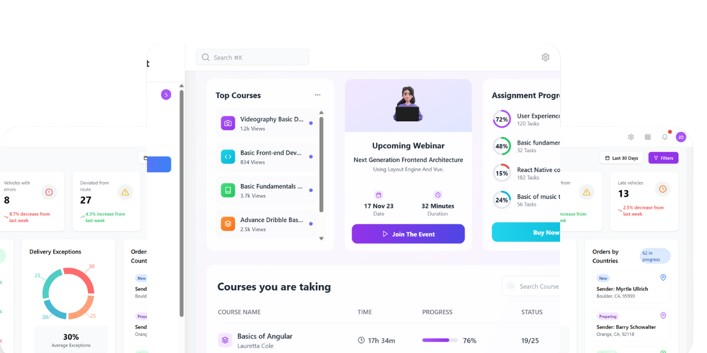 t
Search ⌘K
S
Top Courses
Videography Basic D...
1.2k Views
Basic Front-end Dev...
834 Views
Basic Fundamentals ...
3.7k Views
Advance Dribble Bas...
2.5k Views
Upcoming Webinar
Next Generation Frontend Architecture
Using Layout Engine And Vue.
17 Nov 23
Date
32 Minutes
Duration
Join The Event
Assignment Progr
72%
User Experienc
120 Tasks
48%
Basic fundamer
32 Tasks
15%
React Native co
182 Tasks
24%
Basic of music t
56 Tasks
Buy Now
Courses you are taking
Search Course
COURSE NAME
TIME
PROGRESS
STATUS
Basics of Angular
Lauretta Cole
17h 34m
76%
19/25
Vehicles with
errors
8
8.7% decrease from
last week
Deviated from
route
27
4.3% increase from
last week
Delivery Exceptions
30%
Average Exceptions
Order
Count
New
Send
Prepa
Send
Last 30 Days
Filters
increase from
Late vehicles
13
2.5% decrease from
last week
Orders by
Countries
62 in
progress
New
Sender: Myrtle Ullrich
Boulder, CA, 95959
Preparing
Sender: Barry Schowalter
Orange, CA, 92118